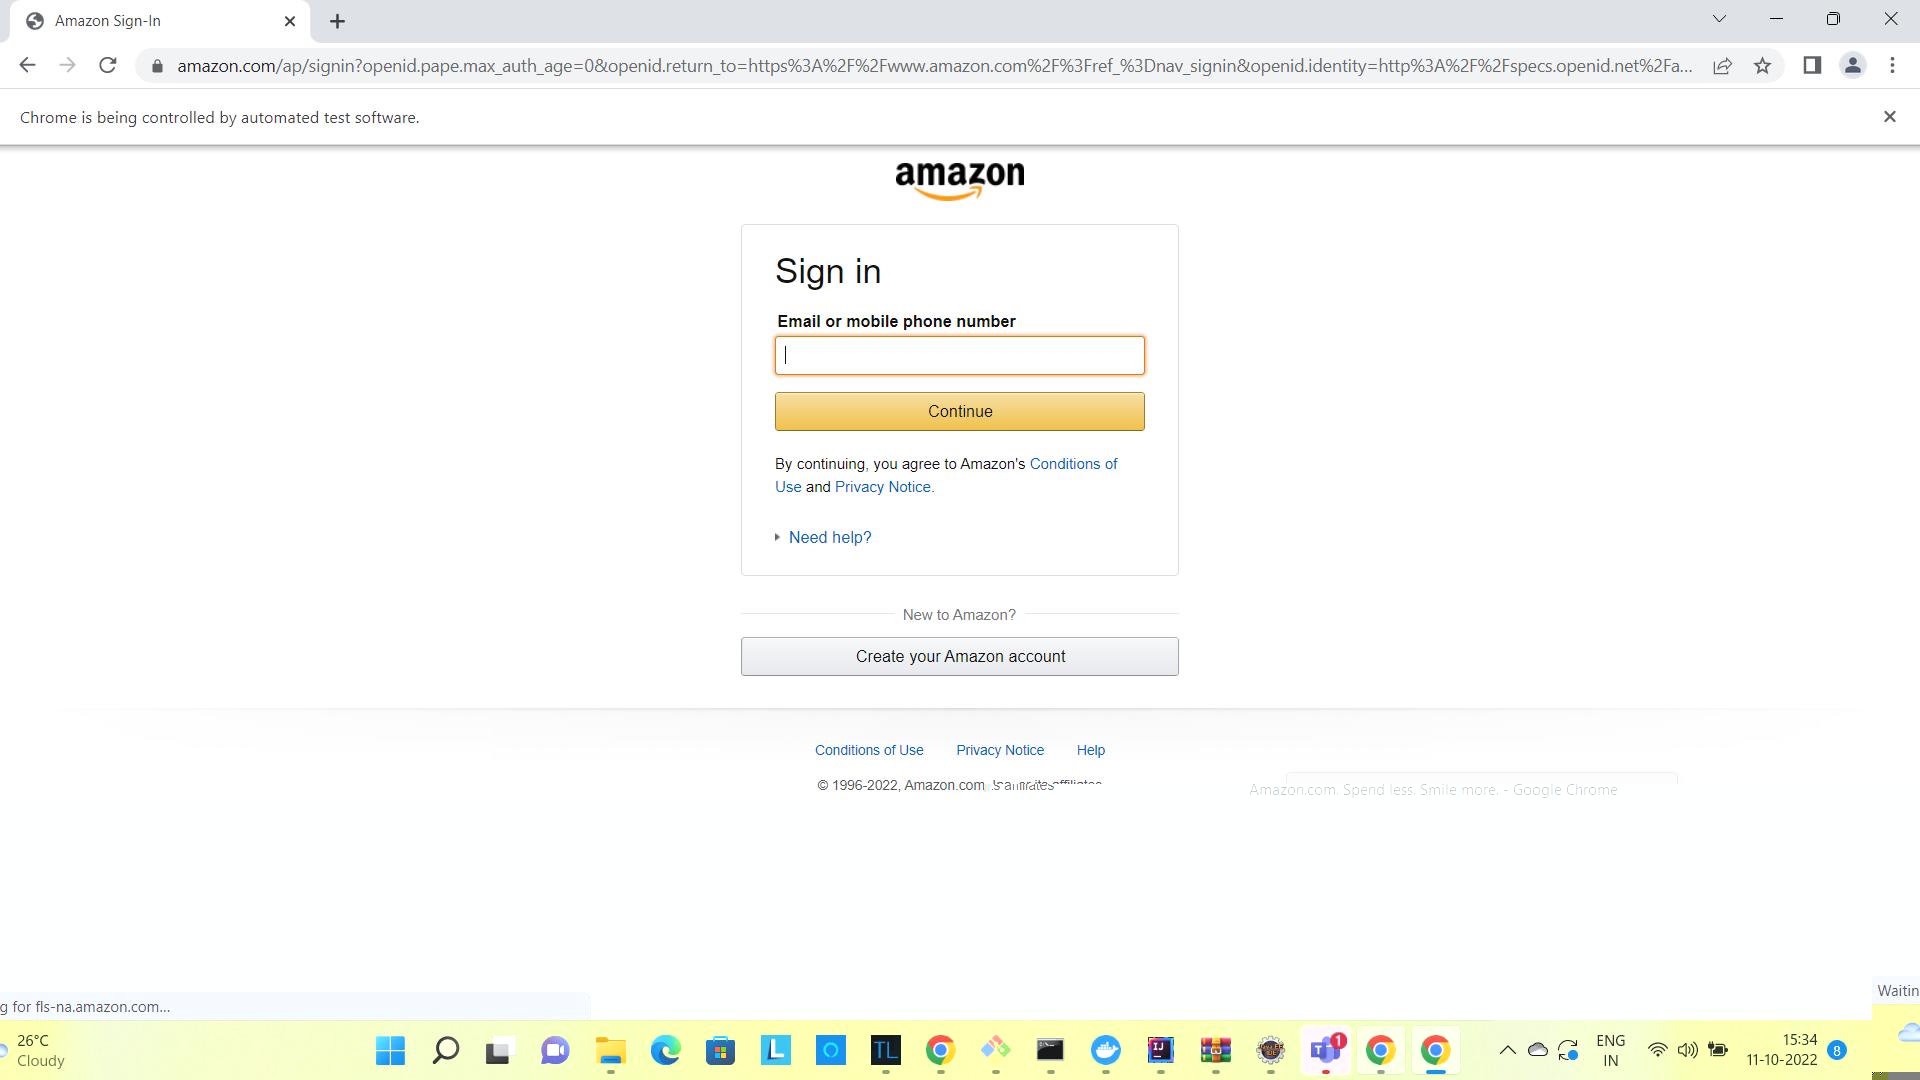 Amazon Sign-In
amazon.com/ap/signin?openid.pape.max_auth_age=0&openid.return_to=https%3A%2F%2Fwww.amazon.com%2F%3Fref_%3Dnav_signin&openid.identity=http%3A%2F%2Fspecs.openid.net%2Fa...
Chrome is being controlled by automated test software.
amazon
Sign in
Email or mobile phone number
Continue
By continuing, you agree to Amazon's Conditions of
Use and Privacy Notice.
Need help?
New to Amazon?
Create your Amazon account
Conditions of Use Privacy Notice Help
© 1996-2022, Amazon.com
Amazon.com. Spend less. Smile more. - Google Chrome
Waitin
g for fls-na.amazon.com...
26°C
Cloudy
L
TL
IJ
1
ENG
IN
15:34
11-10-2022
8